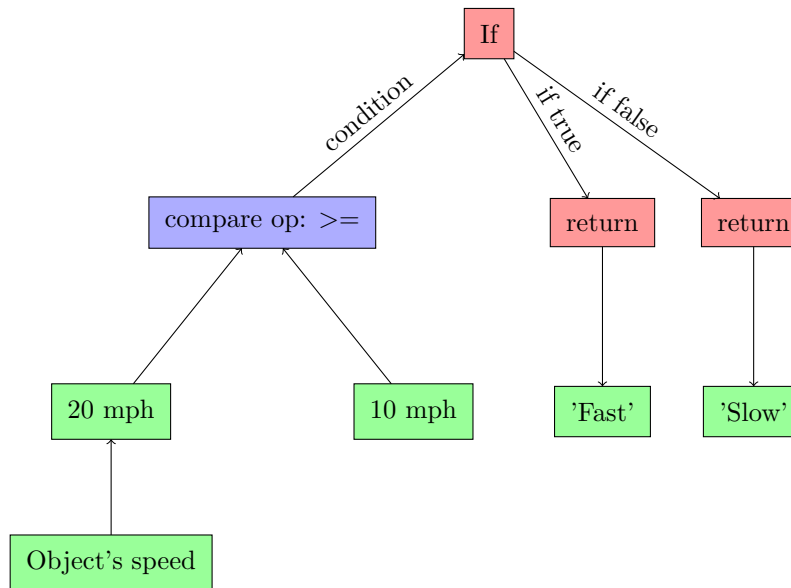 If
condition
if true
if false
compare op: >=
return
return
20 mph
10 mph
'Fast'
'Slow'
Object's speed